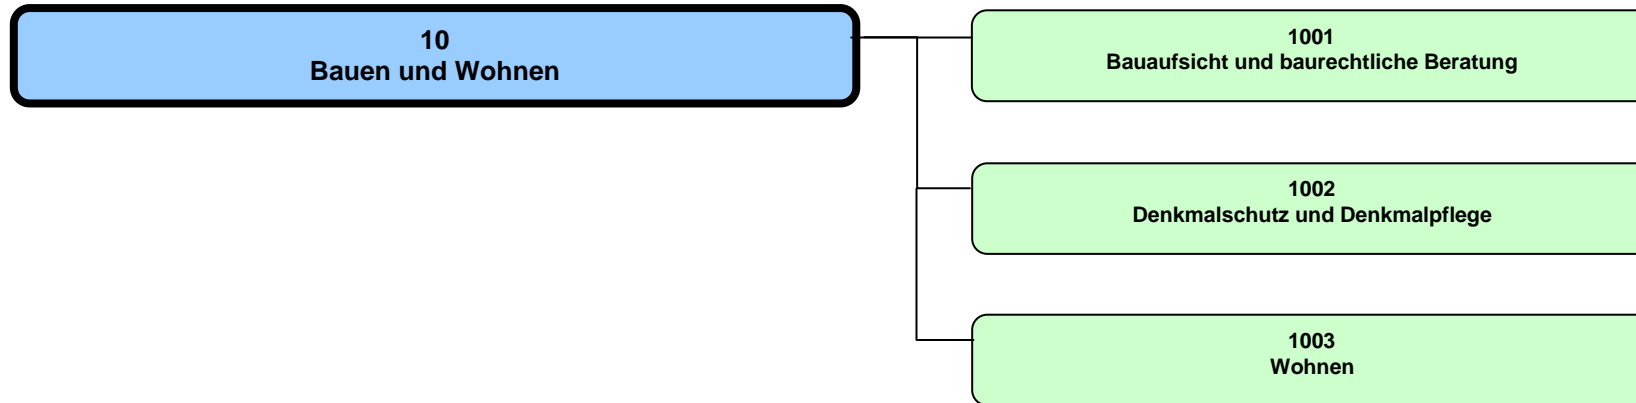 10
Bauen und Wohnen
1001
Bauaufsicht und baurechtliche Beratung
1002
Denkmalschutz und Denkmalpflege
1003
Wohnen